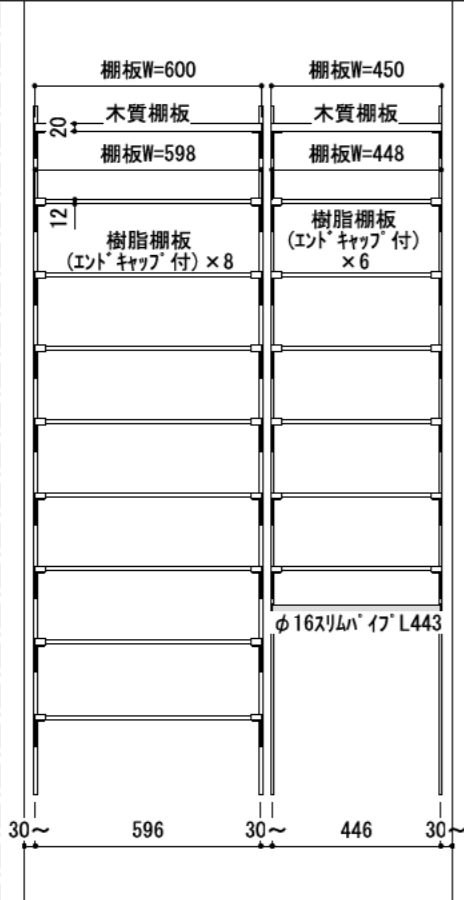 棚板W=600
棚板W=450
木質棚板
木質棚板
20
棚板W=598
棚板W=448
12
樹脂棚板
(ｴﾝﾄﾞｷｬｯﾌﾟ付)×8
樹脂棚板
(ｴﾝﾄﾞｷｬｯﾌﾟ付)
×6
φ16ｽﾘﾑﾊﾟｲﾌﾟL443
30～
596
30～
446
30～